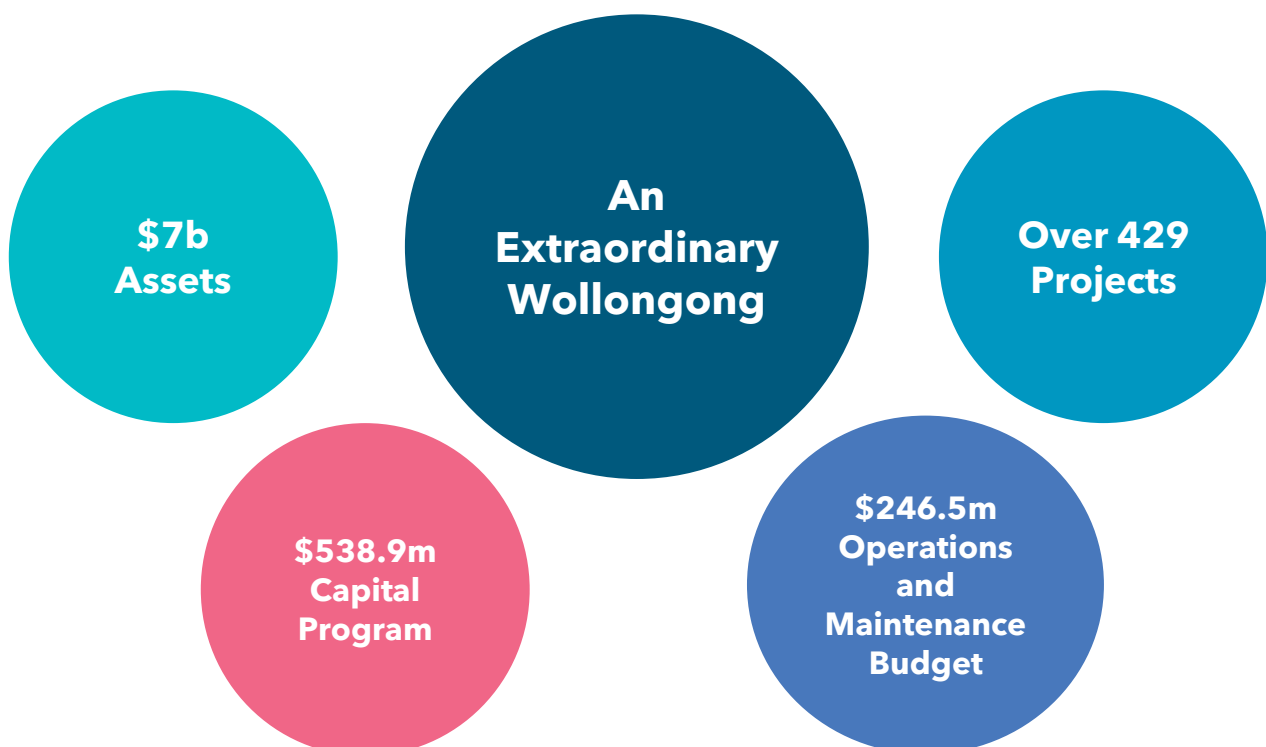 An
Extraordinary
Wollongong
$7b
Assets
Over 429
Projects
$538.9m
Capital
Program
$246.5m
Operations
and
Maintenance
Budget